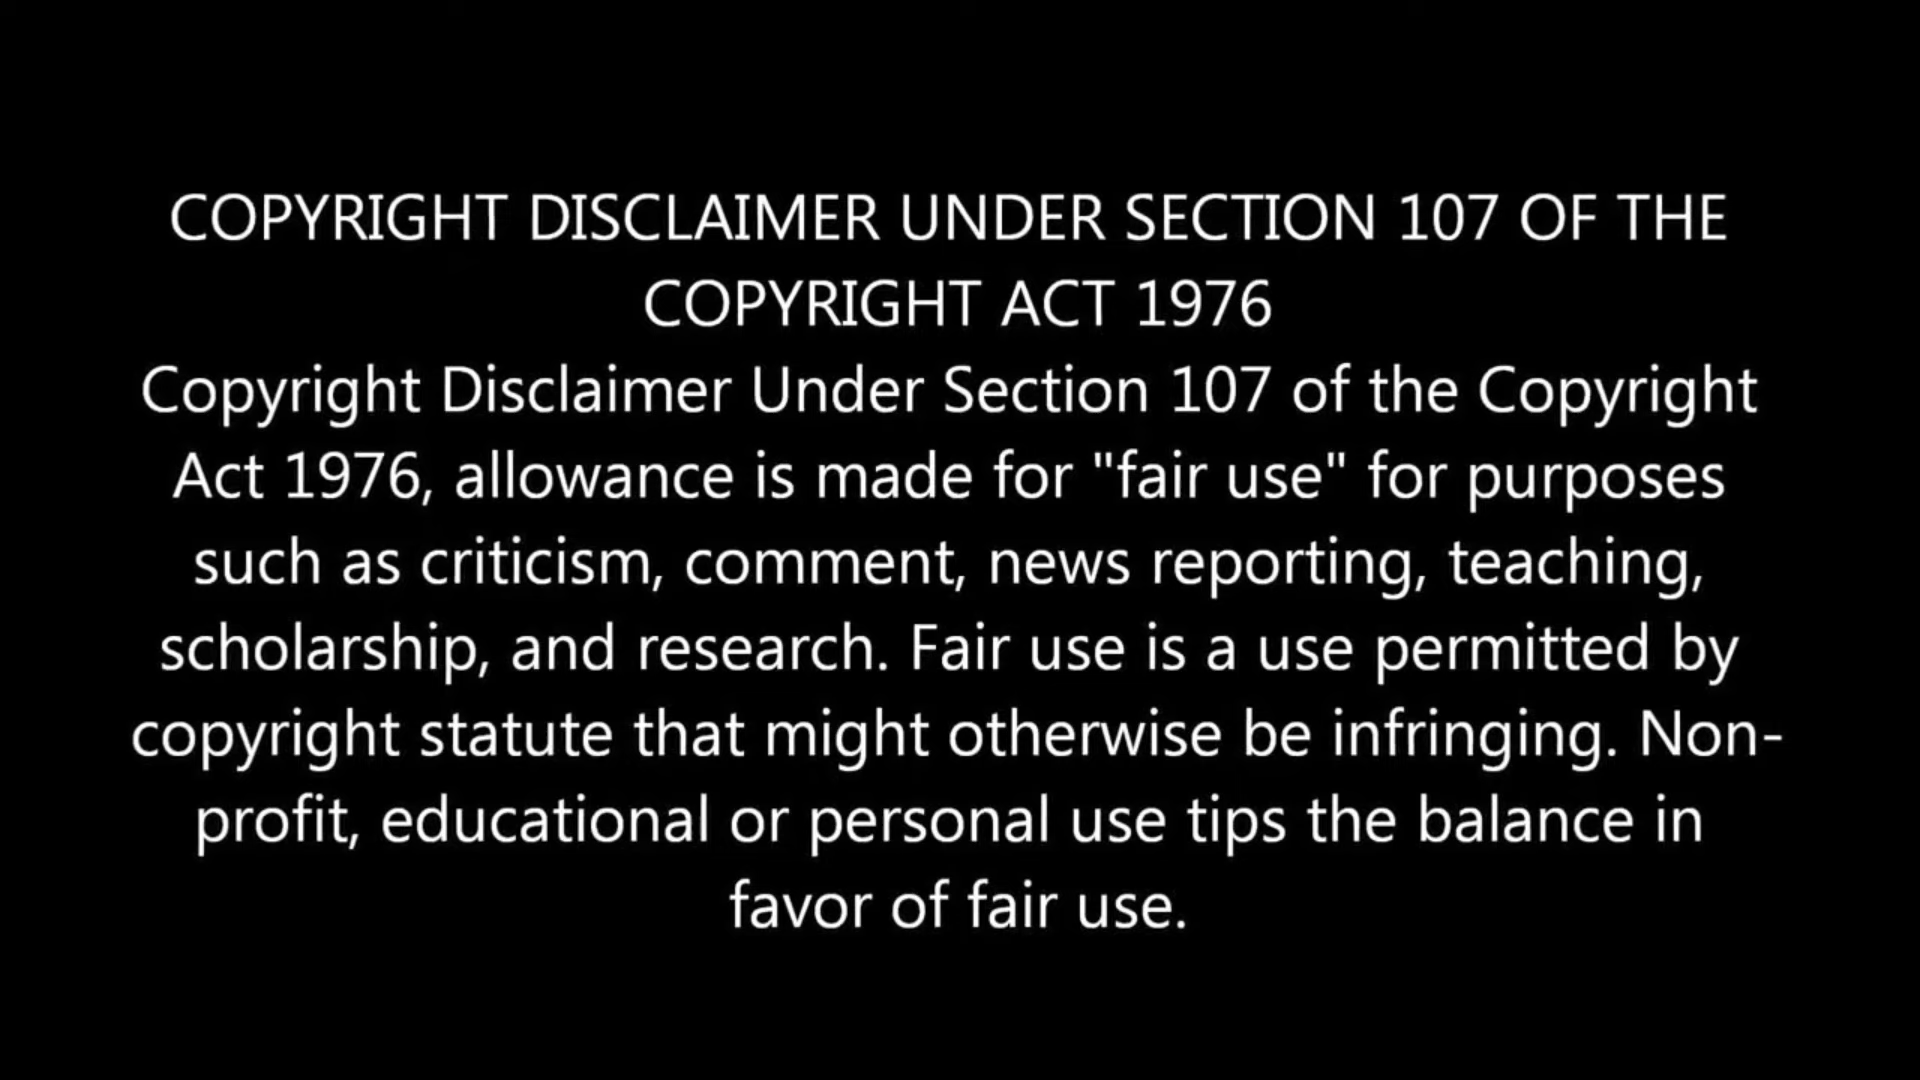 COPYRIGHT DISCLAIMER UNDER SECTION 107 OF THE
COPYRIGHT ACT 1976
Copyright Disclaimer Under Section 107 of the Copyright
Act 1976, allowance is made for "fair use" for purposes
such as criticism, comment, news reporting, teaching,
scholarship, and research. Fair use is a use permitted by
copyright statute that might otherwise be infringing. Non-
profit, educational or personal use tips the balance in
favor of fair use.